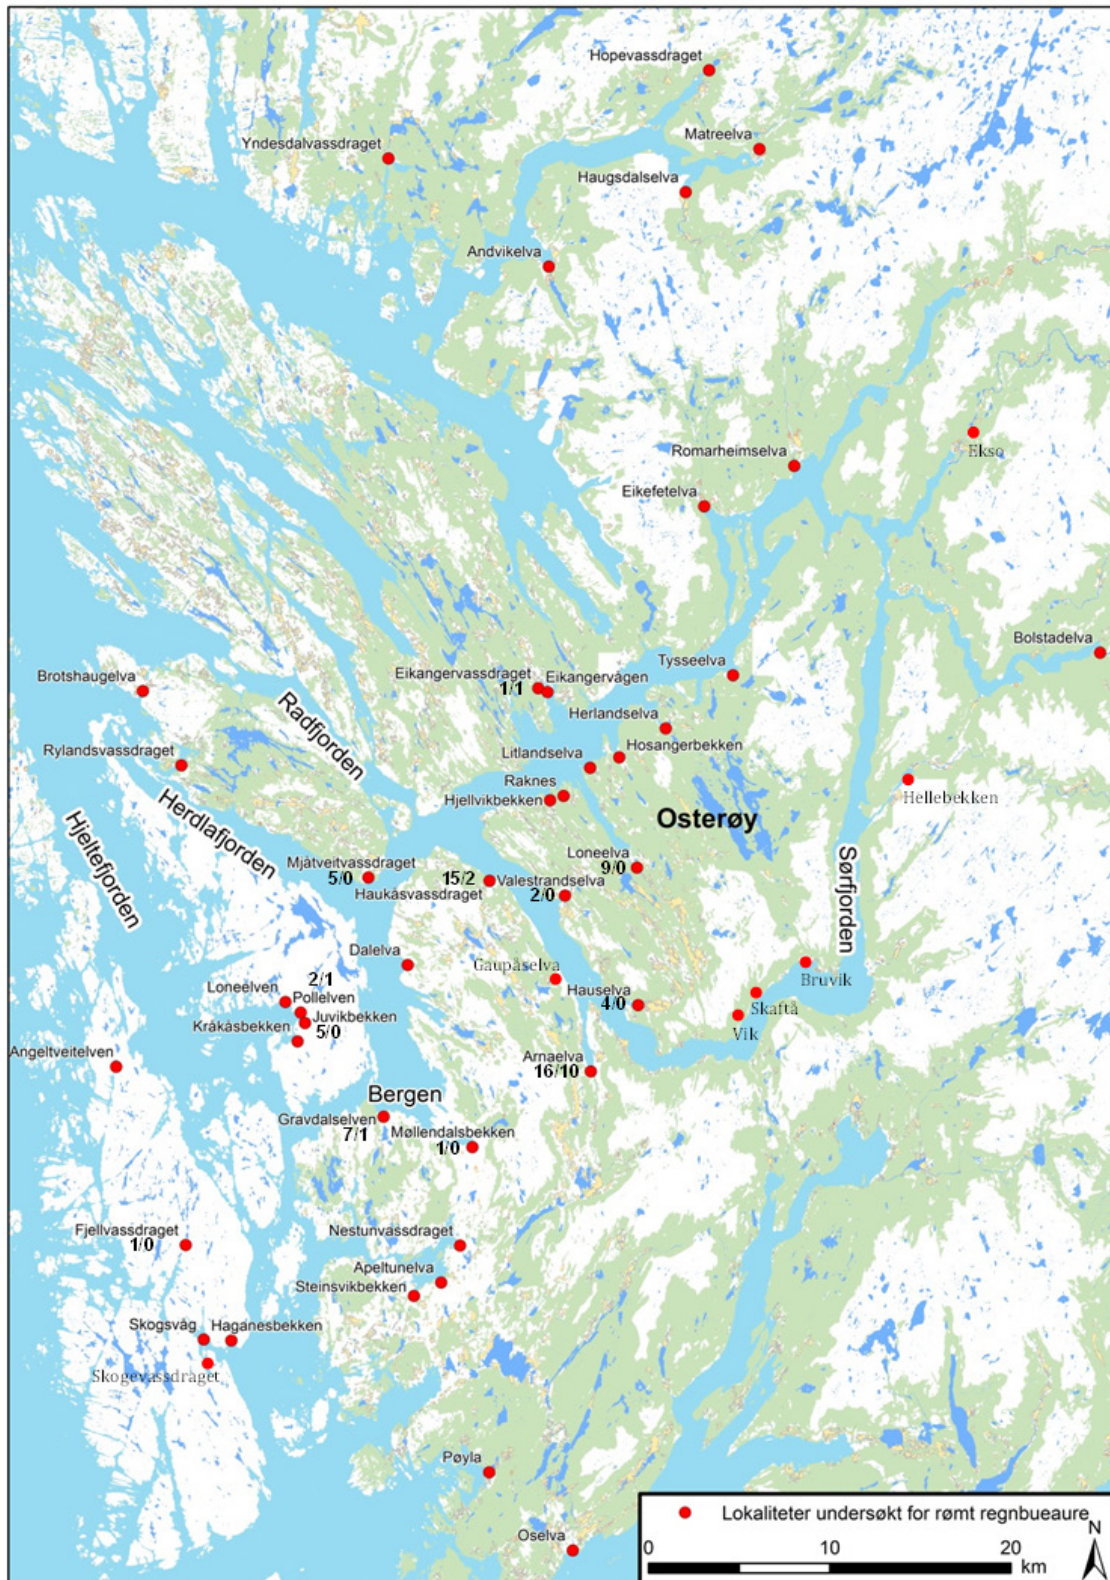 Hopevassdraget
Matreelva
Yndesdalvassdraget
Haugsdalselva
Andvikelva
Romarheimselva
Ekso
Eikefetelva
Bolstadelva
Tysseelva
Eikangervassdraget
Eikangervågen
1/1
Brotshaugelva
Radfjorden
Herlandselva
Rylandsvassdraget
Litlandselva
Hosangerbekken
Raknes
Hjellvikbekken
Hellebekken
Osterøy
Herdlafjorden
Hjeltefjorden
Mjåtveitvassdraget
5/0
15/2
Haukåsvassdraget
Valestrandselva
2/0
Loneelva
9/0
Sørfjorden
Dalelva
Gaupåselva
Bruvik
2/1
Loneelven
Pollelven
Juvikbekken
Kråkåsbekken
5/0
Hauselva
4/0
Skaftå
Vik
Angeltveitelven
Arnaelva
16/10
Bergen
Gravdalselven
7/1
Møllendalsbekken
1/0
Fjellvassdraget
1/0
Nestunvassdraget
Apeltunelva
Steinsvikbekken
Skogsvåg
Haganesbekken
Skogevassdraget
Pøyla
Oselva
Lokaliteter undersøkt for rømt regnbueaure
N
0 10 20
km